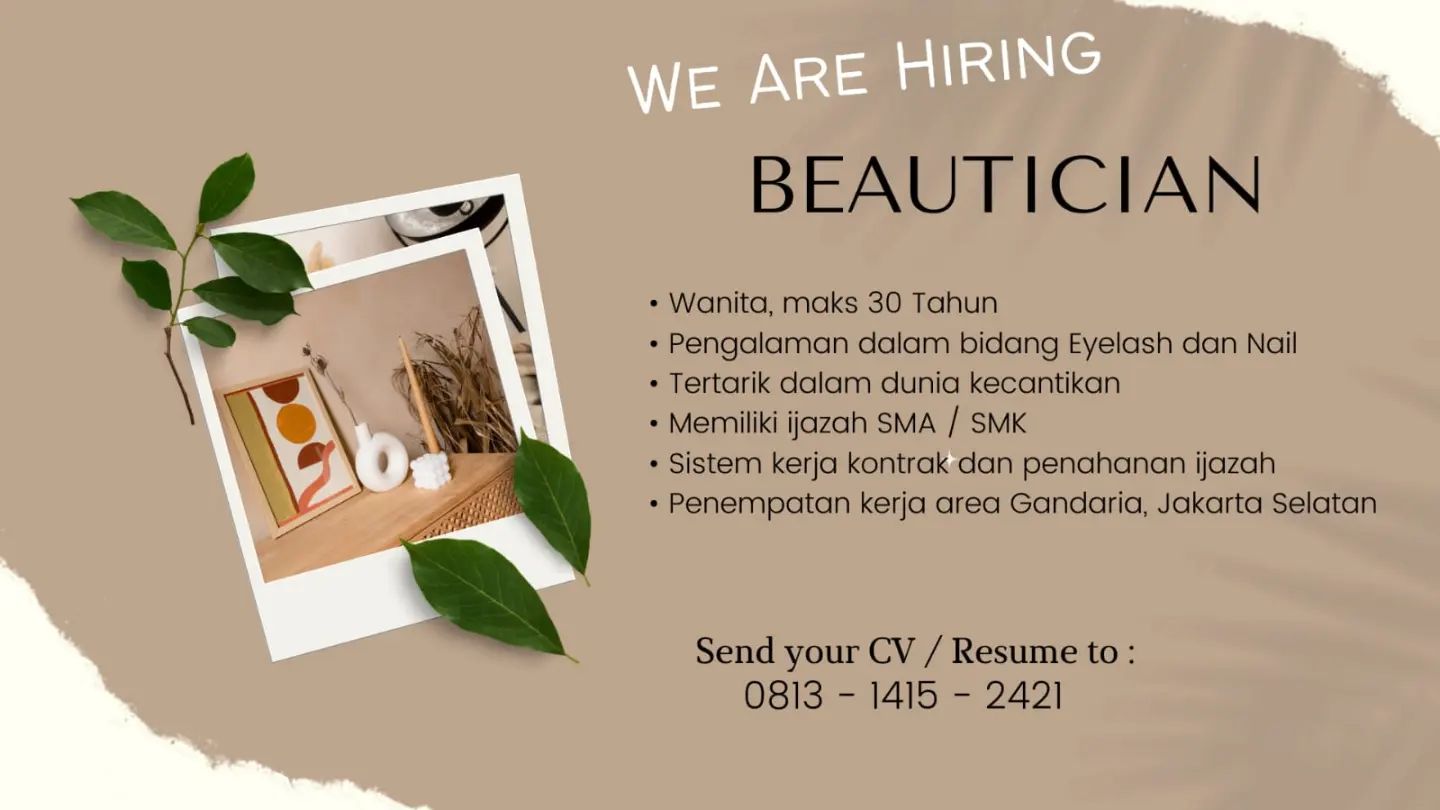 WE ARE HIRING
BEAUTICIAN
• Wanita, maks 30 Tahun
• Pengalaman dalam bidang Eyelash dan Nail
• Tertarik dalam dunia kecantikan
• Memiliki ijazah SMA / SMK
• Sistem kerja kontrak dan penahanan ijazah
• Penempatan kerja area Gandaria, Jakarta Selatan
Send your CV / Resume to :
0813 - 1415 - 2421